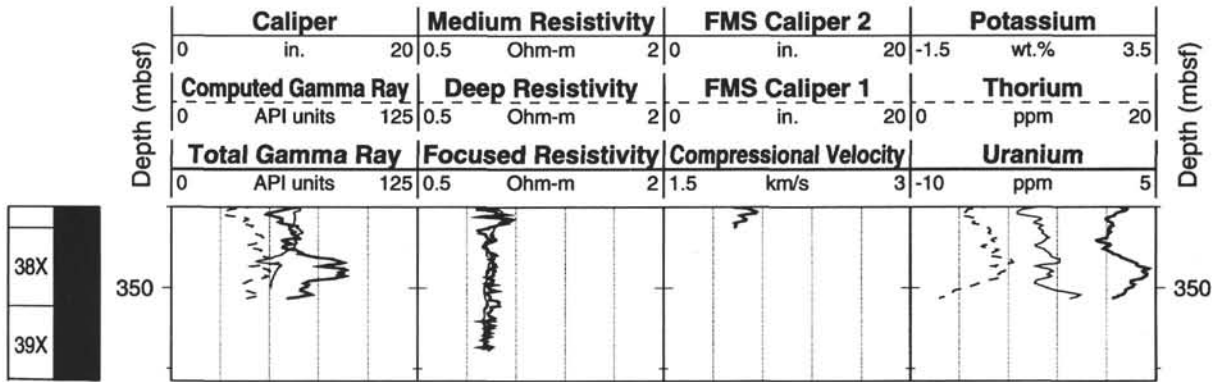 Caliper Medium Resistivity FMS Caliper 2 Potassium
0 in. 20 0.5 Ohm-m 2 0 in. 20 -1.5 wt.% 3.5
Computed Gamma Ray Deep Resistivity FMS Caliper 1 Thorium
0 API units 125 0.5 Ohm-m 2 0 in. 20 0 ppm 20
Total Gamma Ray Focused Resistivity Compressional Velocity Uranium
0 API units 125 0.5 Ohm-m 2 1.5 km/s 3 -10 ppm 5
Depth (mbsf)
Depth (mbsf)
38X
350 350
39X